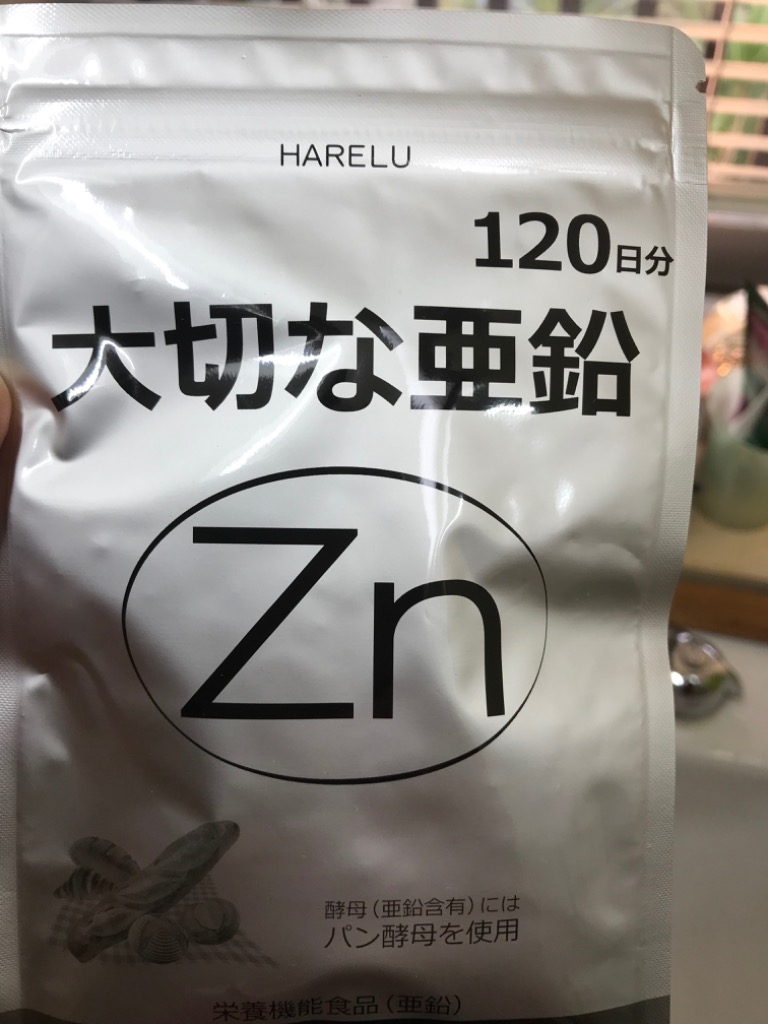 HARELU
120日分
大切な亜鉛
Zn
酵母（亜鉛含有）には
パン酵母を使用
栄養機能食品（亜鉛）